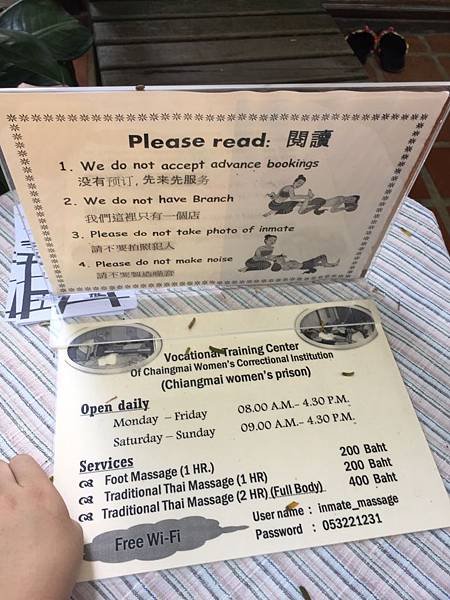 Please read: 閱讀
1. We do not accept advance bookings
没有预订, 先来先服务
2. We do not have Branch
我們這裡只有一個店
3. Please do not take photo of inmate
請不要拍照犯人
4. Please do not make noise
請不要製造噪音
Vocational Training Center
Of Chaingmai Women's Correctional Institution
(Chiangmai women's prison)
Open daily
Monday – Friday 08.00 A.M.- 4.30 P.M.
Saturday – Sunday 09.00 A.M.- 4.30 P.M.
Services
Foot Massage (1 HR.) 200 Baht
Traditional Thai Massage (1 HR) 200 Baht
Traditional Thai Massage (2 HR) (Full Body) 400 Baht
Free Wi-Fi
User name : inmate_massage
Password : 053221231